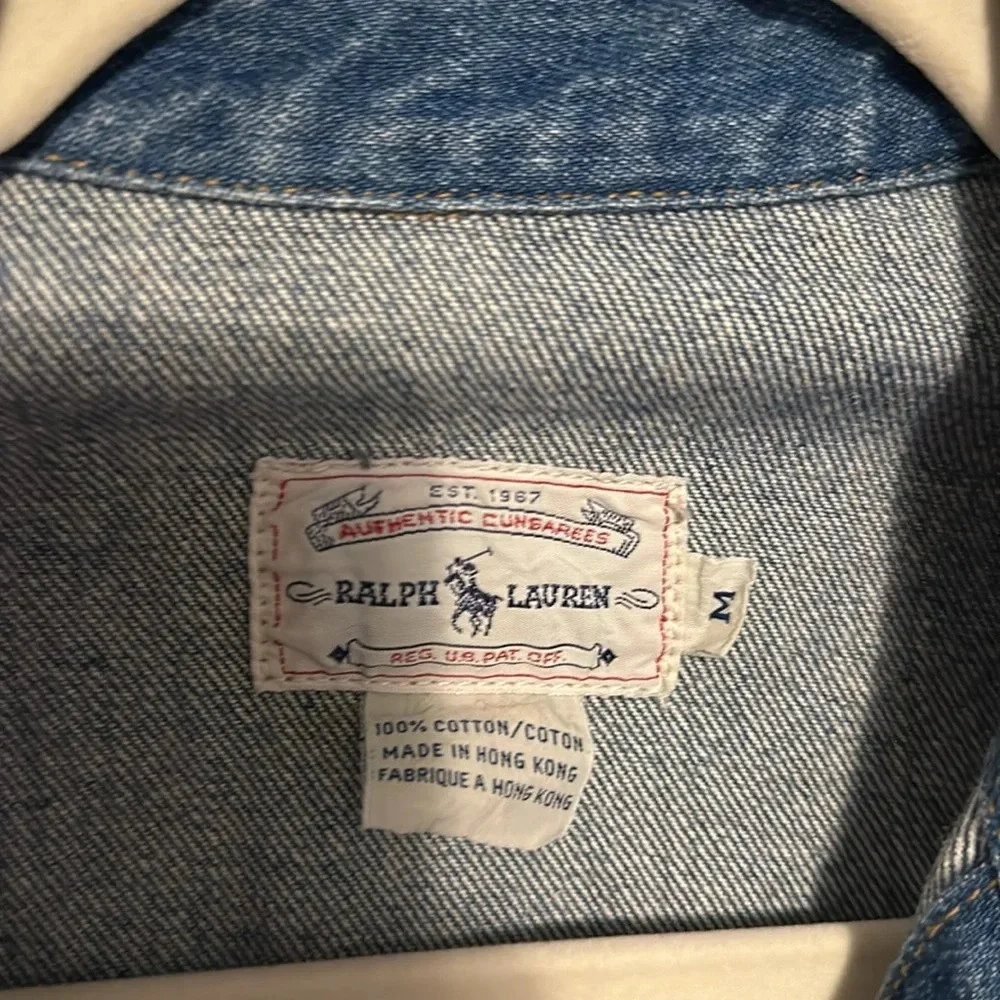 EST. 1967
AUTHENTIC DUNGAREES
RALPH LAUREN
REG. U.S. PAT. OFF.
M
100% COTTON/COTON
MADE IN HONG KONG
FABRIQUE A HONG KONG